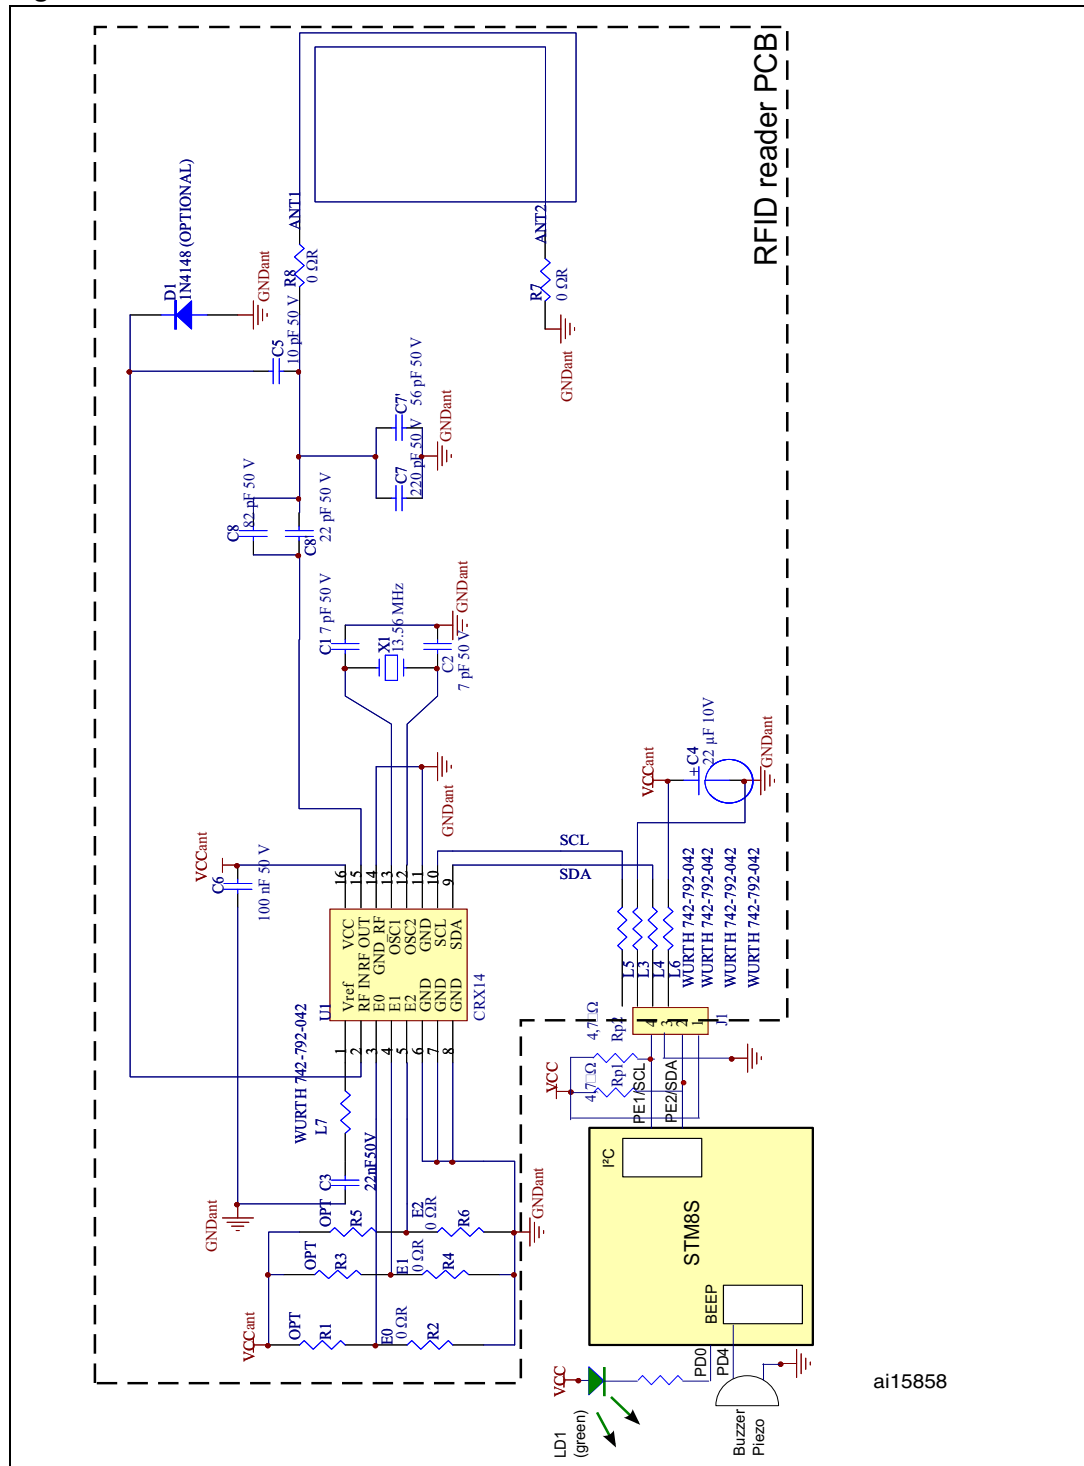 RFID reader PCB
ANT1
ANT2
R8
0 ΩR
R7
0 ΩR
GNDant
D1
1N4148 (OPTIONAL)
GNDant
C5
10 pF 50 V
C7'
56 pF 50 V
C7
220 pF 50 V
GNDant
C8
82 pF 50 V
C8'
22 pF 50 V
C1 7 pF 50 V
X1
13.56 MHz
C2
7 pF 50 V
GNDant
GNDant
VCCant
C6
100 nF 50 V
16
15
14
13
12
11
10
9
VCC
RF OUT
GND_RF
OSC1
OSC2
GND
SCL
SDA
Vref
RF IN
E0
E1
E2
GND
GND
GND
U1
CRX14
1
2
3
4
5
6
7
8
SCL
SDA
VCCant
+C4
22 µF 10V
GNDant
L5
L3
L4
L6
WURTH 742-792-042
WURTH 742-792-042
WURTH 742-792-042
WURTH 742-792-042
J1
4
3
2
1
Rp2
4,7□Ω
Rp1
4,7□Ω
VCC
PE1/SCL
PE2/SDA
WURTH 742-792-042
L7
C3
22nF50V
GNDant
OPT
R5
E2
0 ΩR
R6
OPT
R3
E1
0 ΩR
R4
OPT
R1
E0
0 ΩR
R2
VCCant
GNDant
I²C
STM8S
BEEP
PD0
PD4
VCC
LD1
(green)
Buzzer
Piezo
ai15858